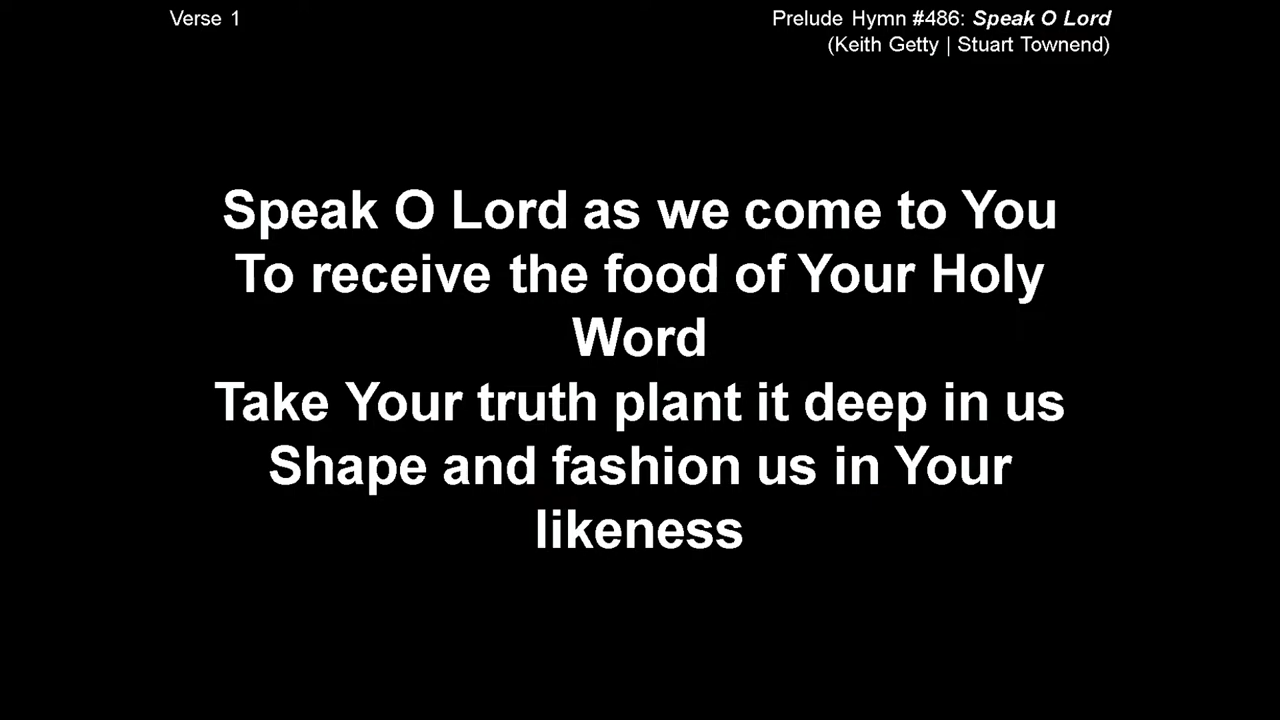 Verse 1
Prelude Hymn #486: Speak O Lord
(Keith Getty | Stuart Townend)
Speak O Lord as we come to You
To receive the food of Your Holy
Word
Take Your truth plant it deep in us
Shape and fashion us in Your
likeness